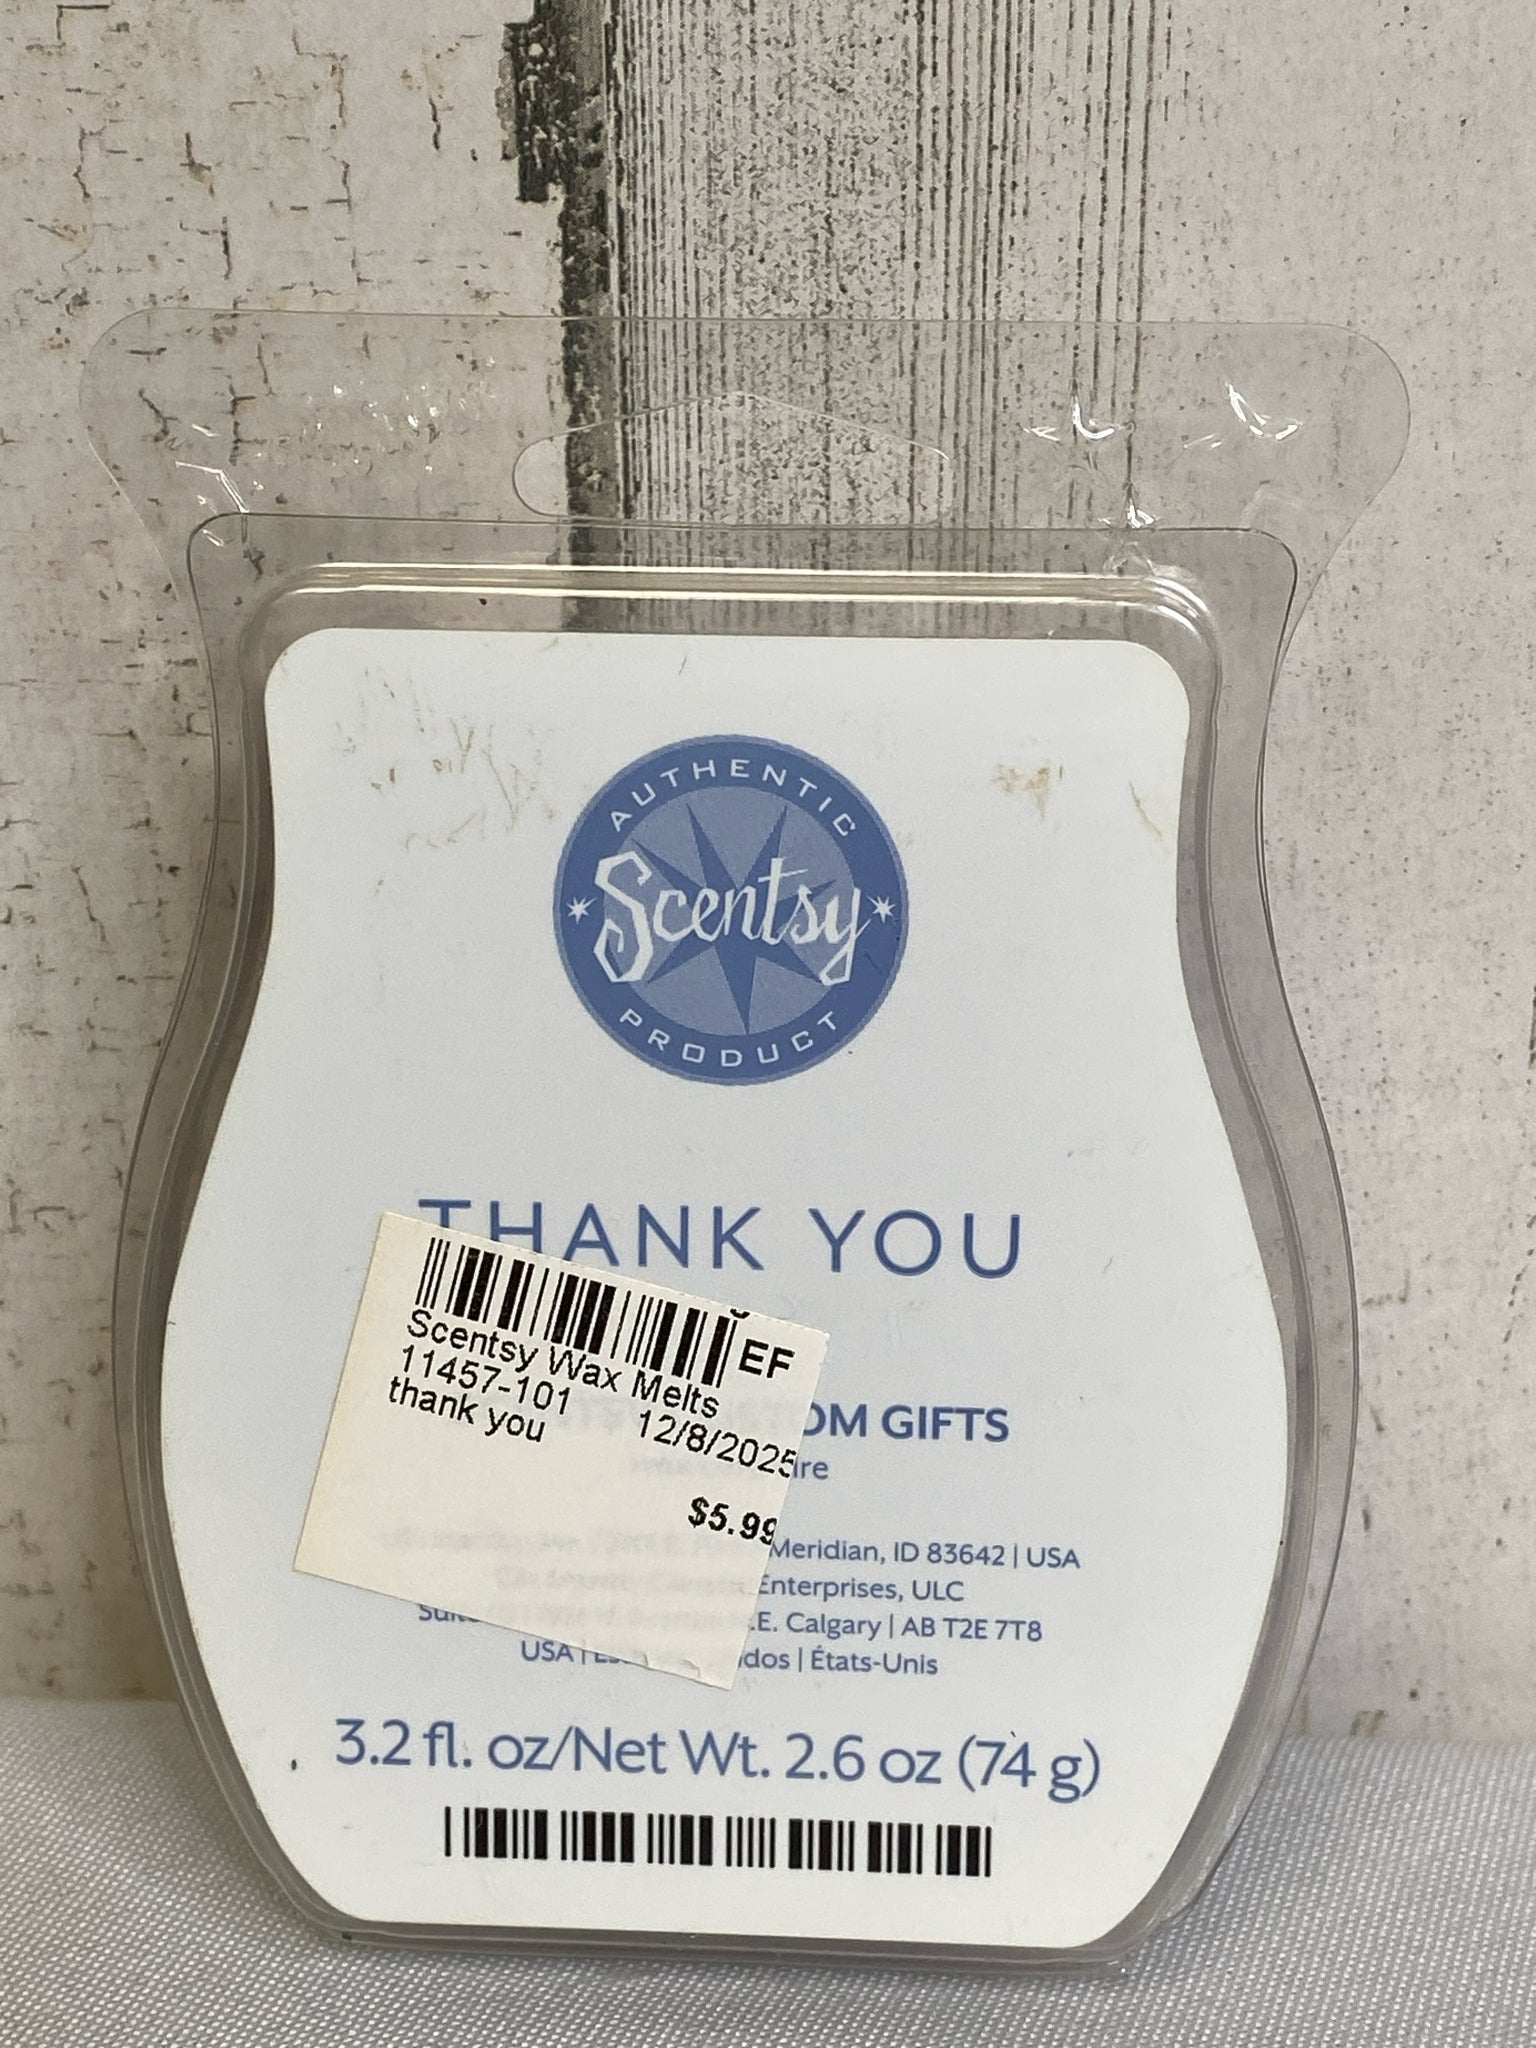 AUTHENTIC
Scentsy
PRODUCT
THANK YOU
EF
Scentsy Wax Melts
11457-101 12/8/2025
thank you
$5.99
OM GIFTS
ire
Meridian, ID 83642 | USA
Enterprises, ULC
.E. Calgary | AB T2E 7T8
USA | dos | États-Unis
3.2 fl. oz/Net Wt. 2.6 oz (74 g)